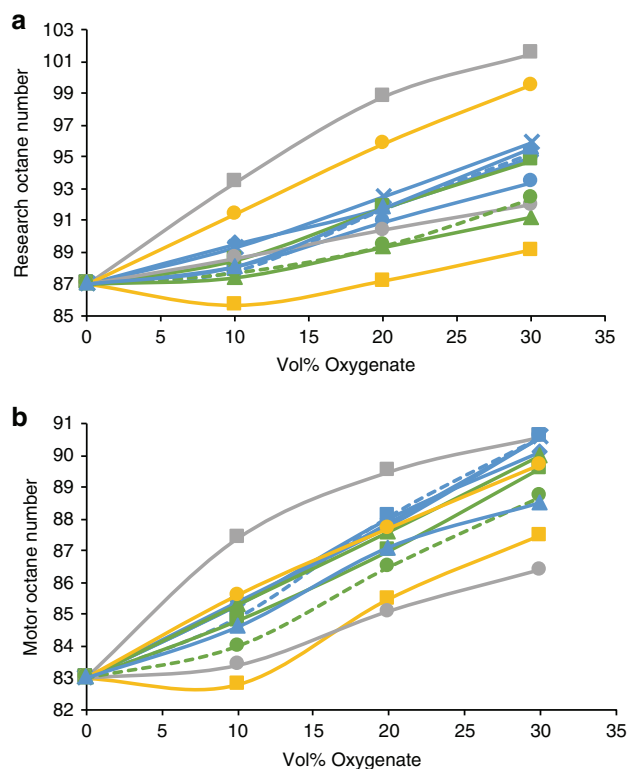 a
103
101
99
97
95
93
91
89
87
85
Research octane number
0 5 10 15 20 25 30 35
Vol% Oxygenate
b
91
90
89
88
87
86
85
84
83
82
Motor octane number
0 5 10 15 20 25 30 35
Vol% Oxygenate